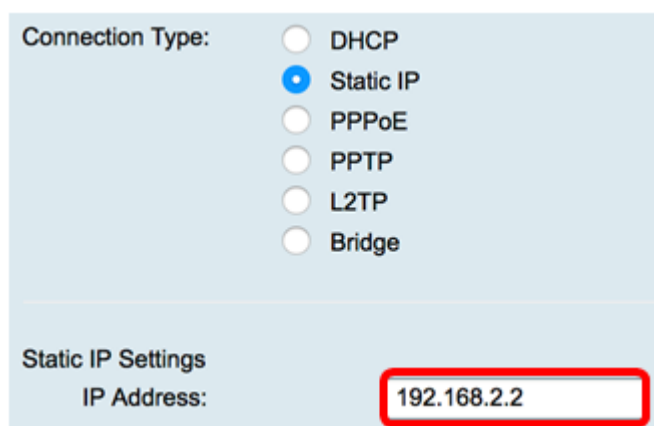 Connection Type: DHCP
Static IP
PPPoE
PPTP
L2TP
Bridge
Static IP Settings
IP Address: 192.168.2.2